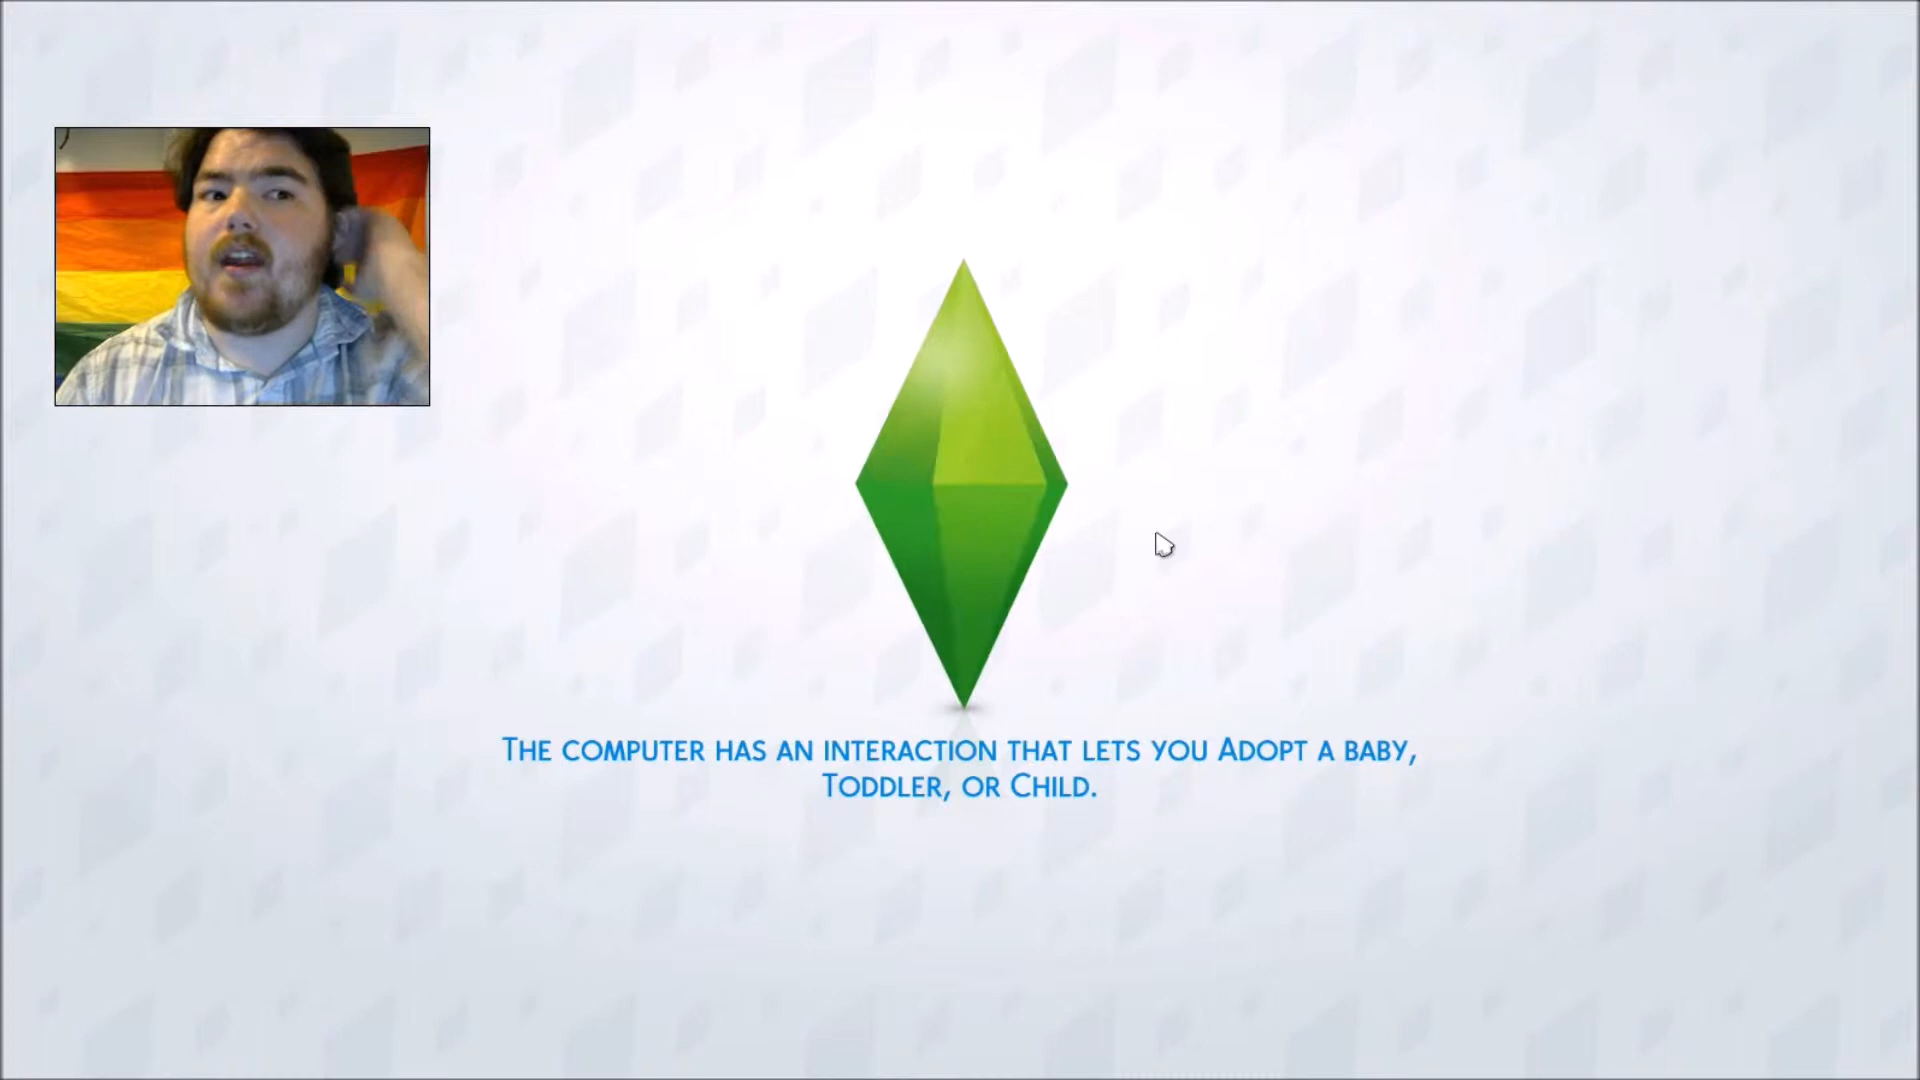 The computer has an interaction that lets you Adopt a baby,
Toddler, or Child.